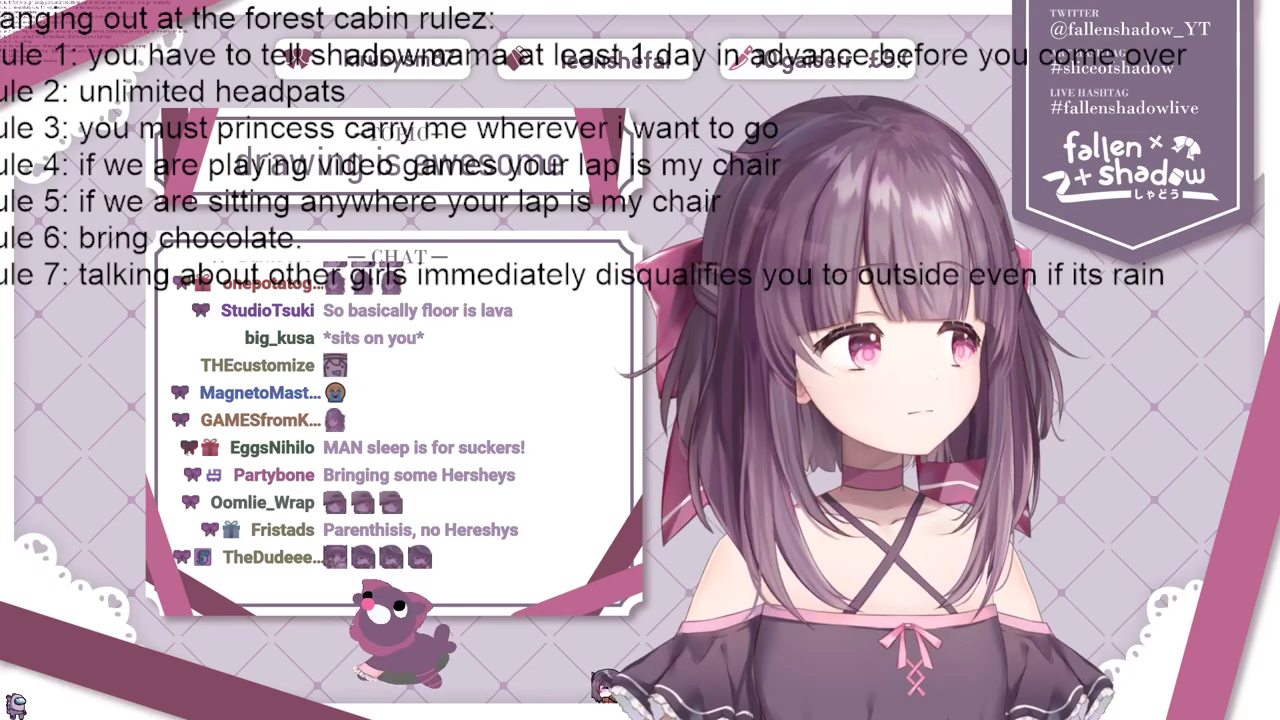 anging out at the forest cabin rulez:
ule 1: you have to tell shadowmama at least 1 day in advance before you come over
ule 2: unlimited headpats
ule 3: you must princess carry me wherever i want to go
ule 4: if we are playing video games your lap is my chair
ule 5: if we are sitting anywhere your lap is my chair
ule 6: bring chocolate.
ule 7: talking about other girls immediately disqualifies you to outside even if its rain
drawing is awesome
CHAT
onepotatog...
StudioTsuki So basically floor is lava
big_kusa *sits on you*
THEcustomize
MagnetoMast...
GAMESfromK...
EggsNihilo MAN sleep is for suckers!
Partybone Bringing some Hersheys
Oomlie_Wrap
Fristads Parenthisis, no Hereshys
TheDudeee...
TWITTER
@fallenshadow_YT
#sliceofshadow
LIVE HASHTAG
#fallenshadowlive
fallen
shadow
しゃどう